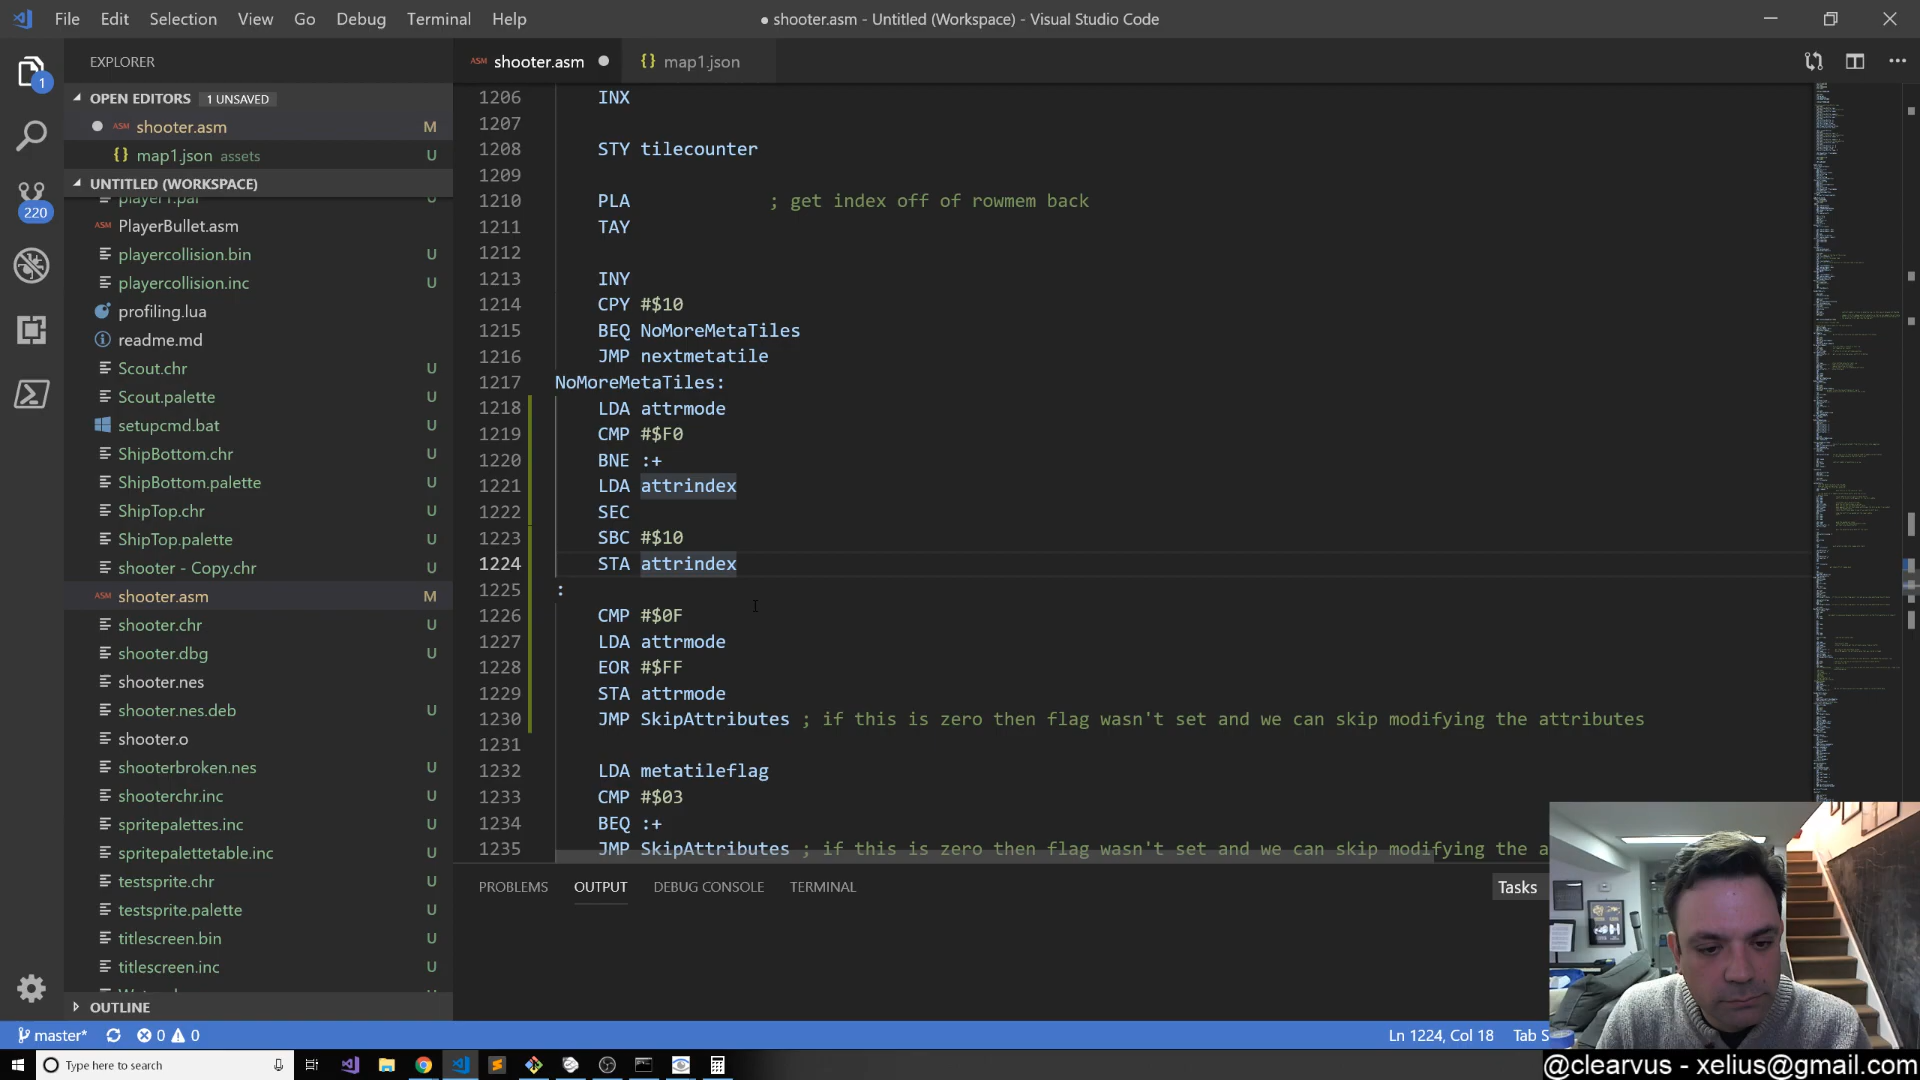 File Edit Selection View Go Debug Terminal Help
● shooter.asm - Untitled (Workspace) - Visual Studio Code
EXPLORER
OPEN EDITORS 1 UNSAVED
ASM shooter.asm M
{} map1.json assets U
UNTITLED (WORKSPACE)
player1.pal U
ASM PlayerBullet.asm
playercollision.bin U
playercollision.inc U
profiling.lua
readme.md
Scout.chr U
Scout.palette U
setupcmd.bat U
ShipBottom.chr U
ShipBottom.palette U
ShipTop.chr U
ShipTop.palette U
shooter - Copy.chr U
ASM shooter.asm M
shooter.chr U
shooter.dbg U
shooter.nes
shooter.nes.deb U
shooter.o
shooterbroken.nes U
shooterchr.inc U
spritepalettes.inc U
spritepalettetable.inc U
testsprite.chr U
testsprite.palette U
titlescreen.bin U
titlescreen.inc U
OUTLINE
1
220
ASM shooter.asm ●
{} map1.json
1206 INX
1207
1208 STY tilecounter
1209
1210 PLA ; get index off of rowmem back
1211 TAY
1212
1213 INY
1214 CPY #$10
1215 BEQ NoMoreMetaTiles
1216 JMP nextmetatile
1217 NoMoreMetaTiles:
1218 LDA attrmode
1219 CMP #$F0
1220 BNE :+
1221 LDA attrindex
1222 SEC
1223 SBC #$10
1224 STA attrindex
1225 :
1226 CMP #$0F
1227 LDA attrmode
1228 EOR #$FF
1229 STA attrmode
1230 JMP SkipAttributes ; if this is zero then flag wasn't set and we can skip modifying the attributes
1231
1232 LDA metatileflag
1233 CMP #$03
1234 BEQ :+
1235 JMP SkipAttributes ; if this is zero then flag wasn't set and we can skip modifying the a
PROBLEMS OUTPUT DEBUG CONSOLE TERMINAL
Tasks
master* 0 0
Ln 1224, Col 18 Tab S
Type here to search
@clearvus - xelius@gmail.com